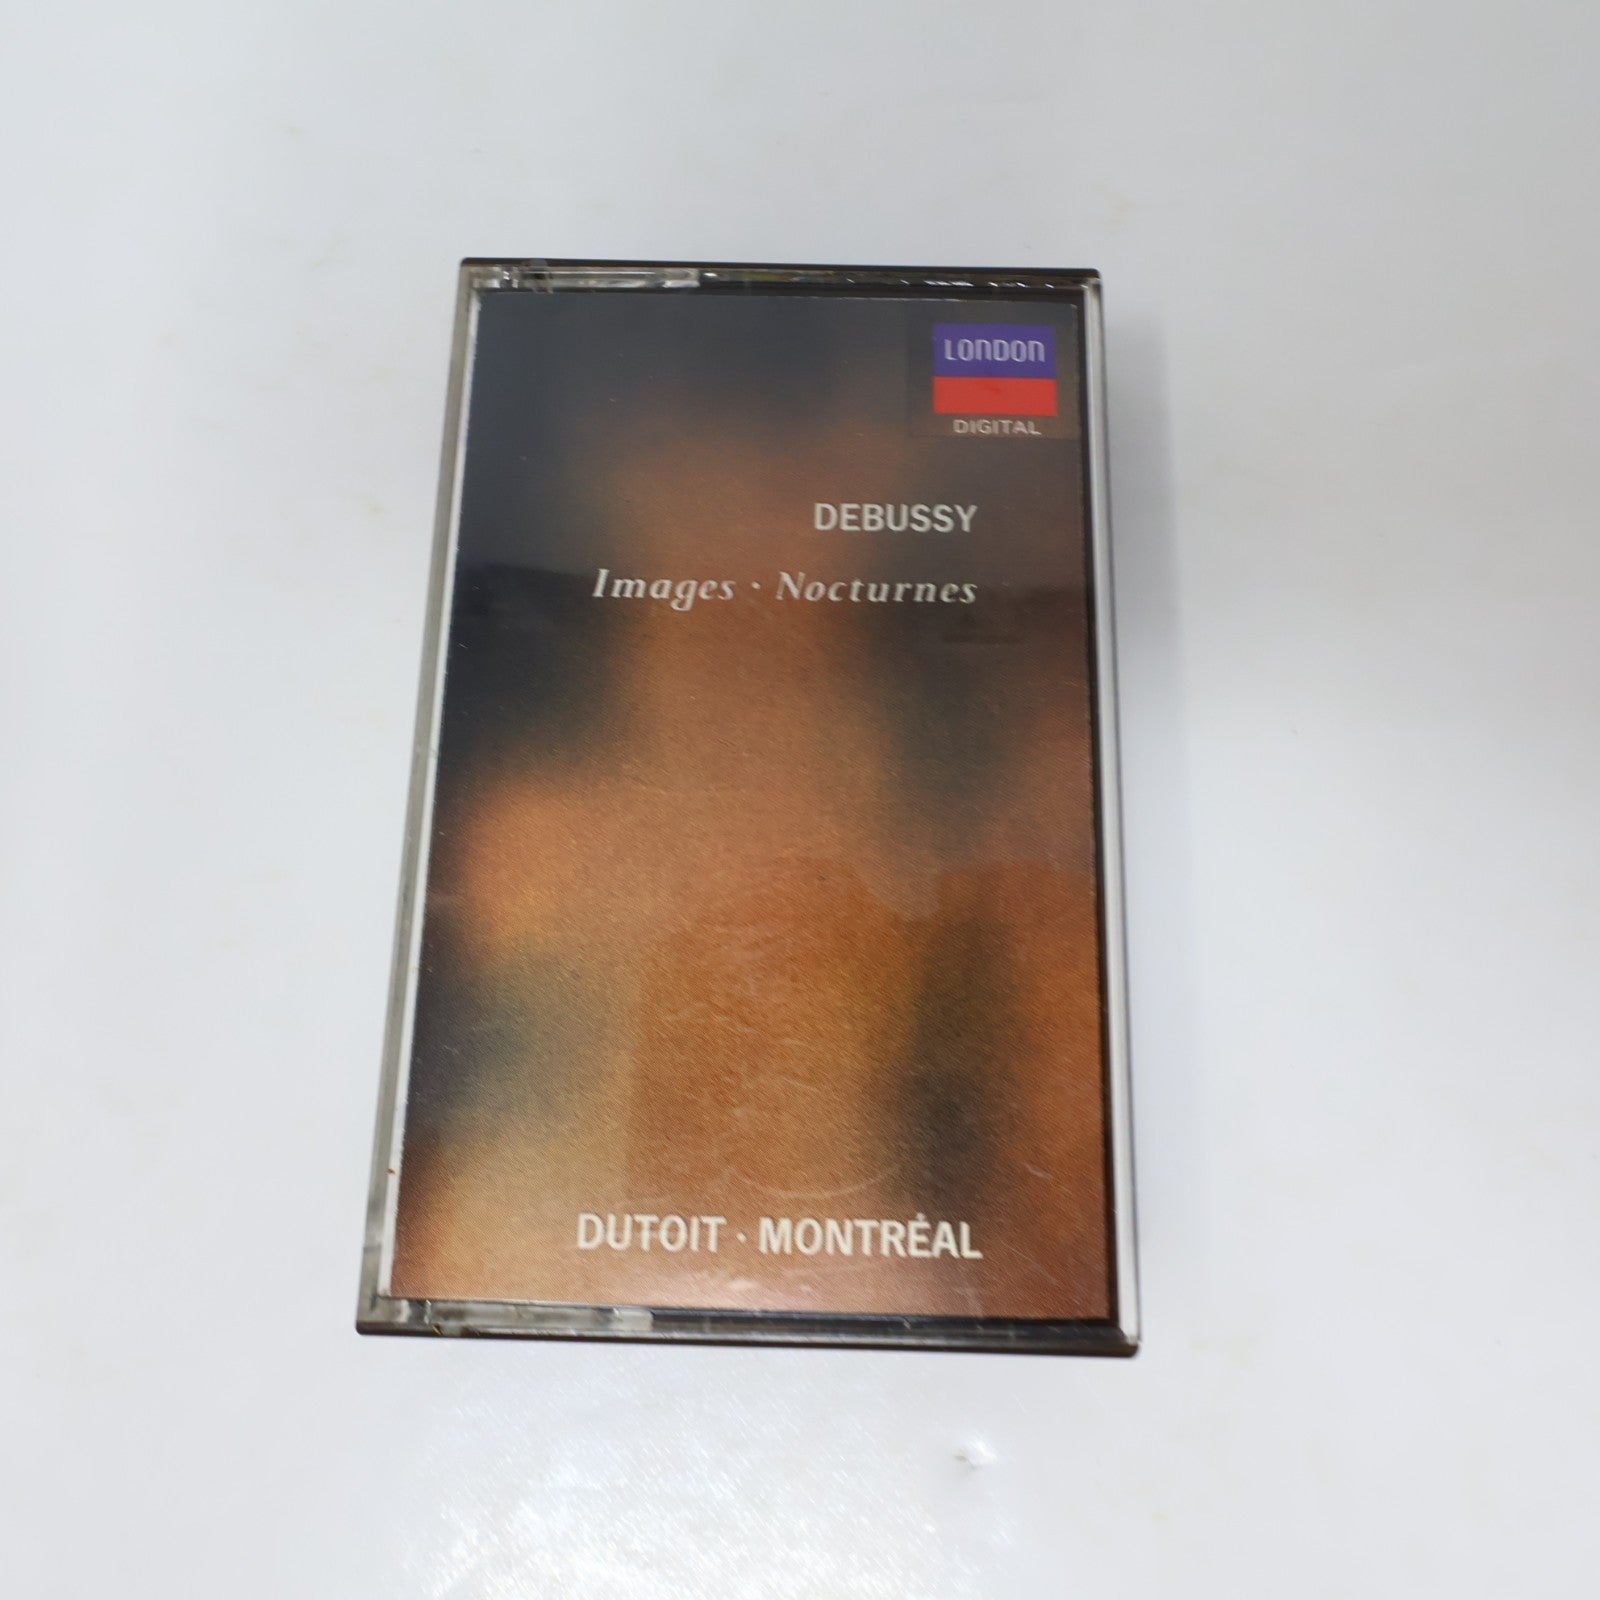 LONDON
DIGITAL
DEBUSSY
Images · Nocturnes
DUTOIT · MONTRÉAL